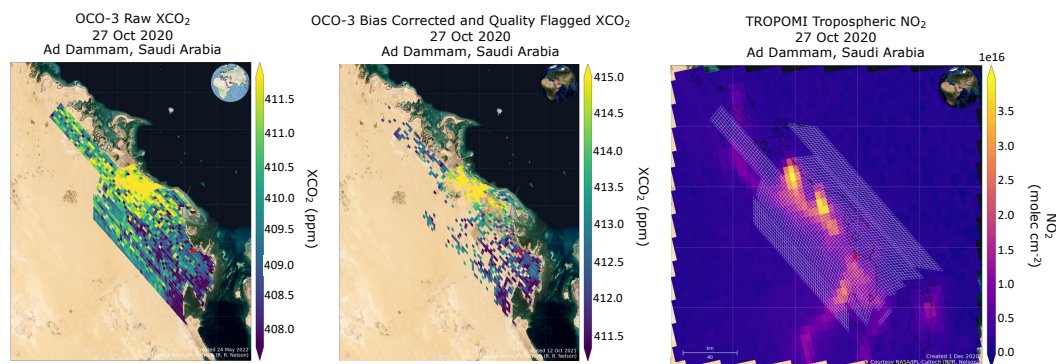 OCO-3 Raw XCO₂
27 Oct 2020
Ad Dammam, Saudi Arabia
411.5
411.0
410.5
410.0
409.5
409.0
408.5
408.0
XCO₂ (ppm)
Created 24 May 2022
OCO-3 Bias Corrected and Quality Flagged XCO₂
27 Oct 2020
Ad Dammam, Saudi Arabia
415.0
414.5
414.0
413.5
413.0
412.5
412.0
411.5
XCO₂ (ppm)
(R. R. Nelson)
TROPOMI Tropospheric NO₂
27 Oct 2020
Ad Dammam, Saudi Arabia
1e16
3.5
3.0
2.5
2.0
1.5
1.0
0.5
0.0
NO₂
(molec cm⁻²)
km
40
Created 1 Dec 2020
Courtesy NASA/JPL-Caltech (R. R. Nelson)